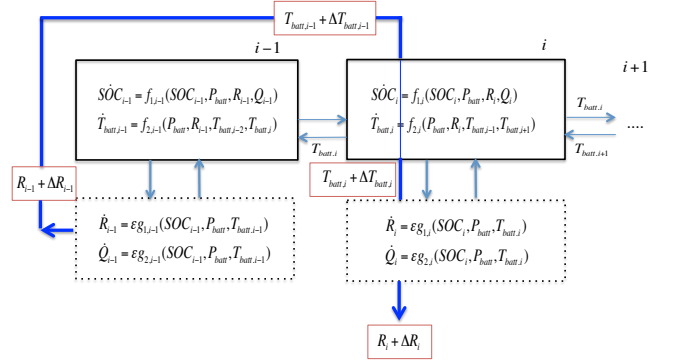 T_{batt,i-1} + ΔT_{batt,i-1}
i−1
i
i+1
SȮC_{i-1} = f_{1,i-1}(SOC_{i-1}, P_{batt}, R_{i-1}, Q_{i-1})
Ṫ_{batt,i-1} = f_{2,i-1}(P_{batt}, R_{i-1}, T_{batt,i-2}, T_{batt,i})
SȮC_i = f_{1,i}(SOC_i, P_{batt}, R_i, Q_i)
Ṫ_{batt,i} = f_{2,i}(P_{batt}, R_i, T_{batt,i-1}, T_{batt,i+1})
T_{batt.i}
....
T_{batt.i}
T_{batt.i+1}
R_{i-1} + ΔR_{i-1}
T_{batt,i} + ΔT_{batt,i}
Ṙ_{i-1} = εg_{1,i-1}(SOC_{i-1}, P_{batt}, T_{batt.i-1})
Q̇_{i-1} = εg_{2,i-1}(SOC_{i-1}, P_{batt}, T_{batt.i-1})
Ṙ_i = εg_{1,i}(SOC_i, P_{batt}, T_{batt.i})
Q̇_i = εg_{2,i}(SOC_i, P_{batt}, T_{batt.i})
R_i + ΔR_i